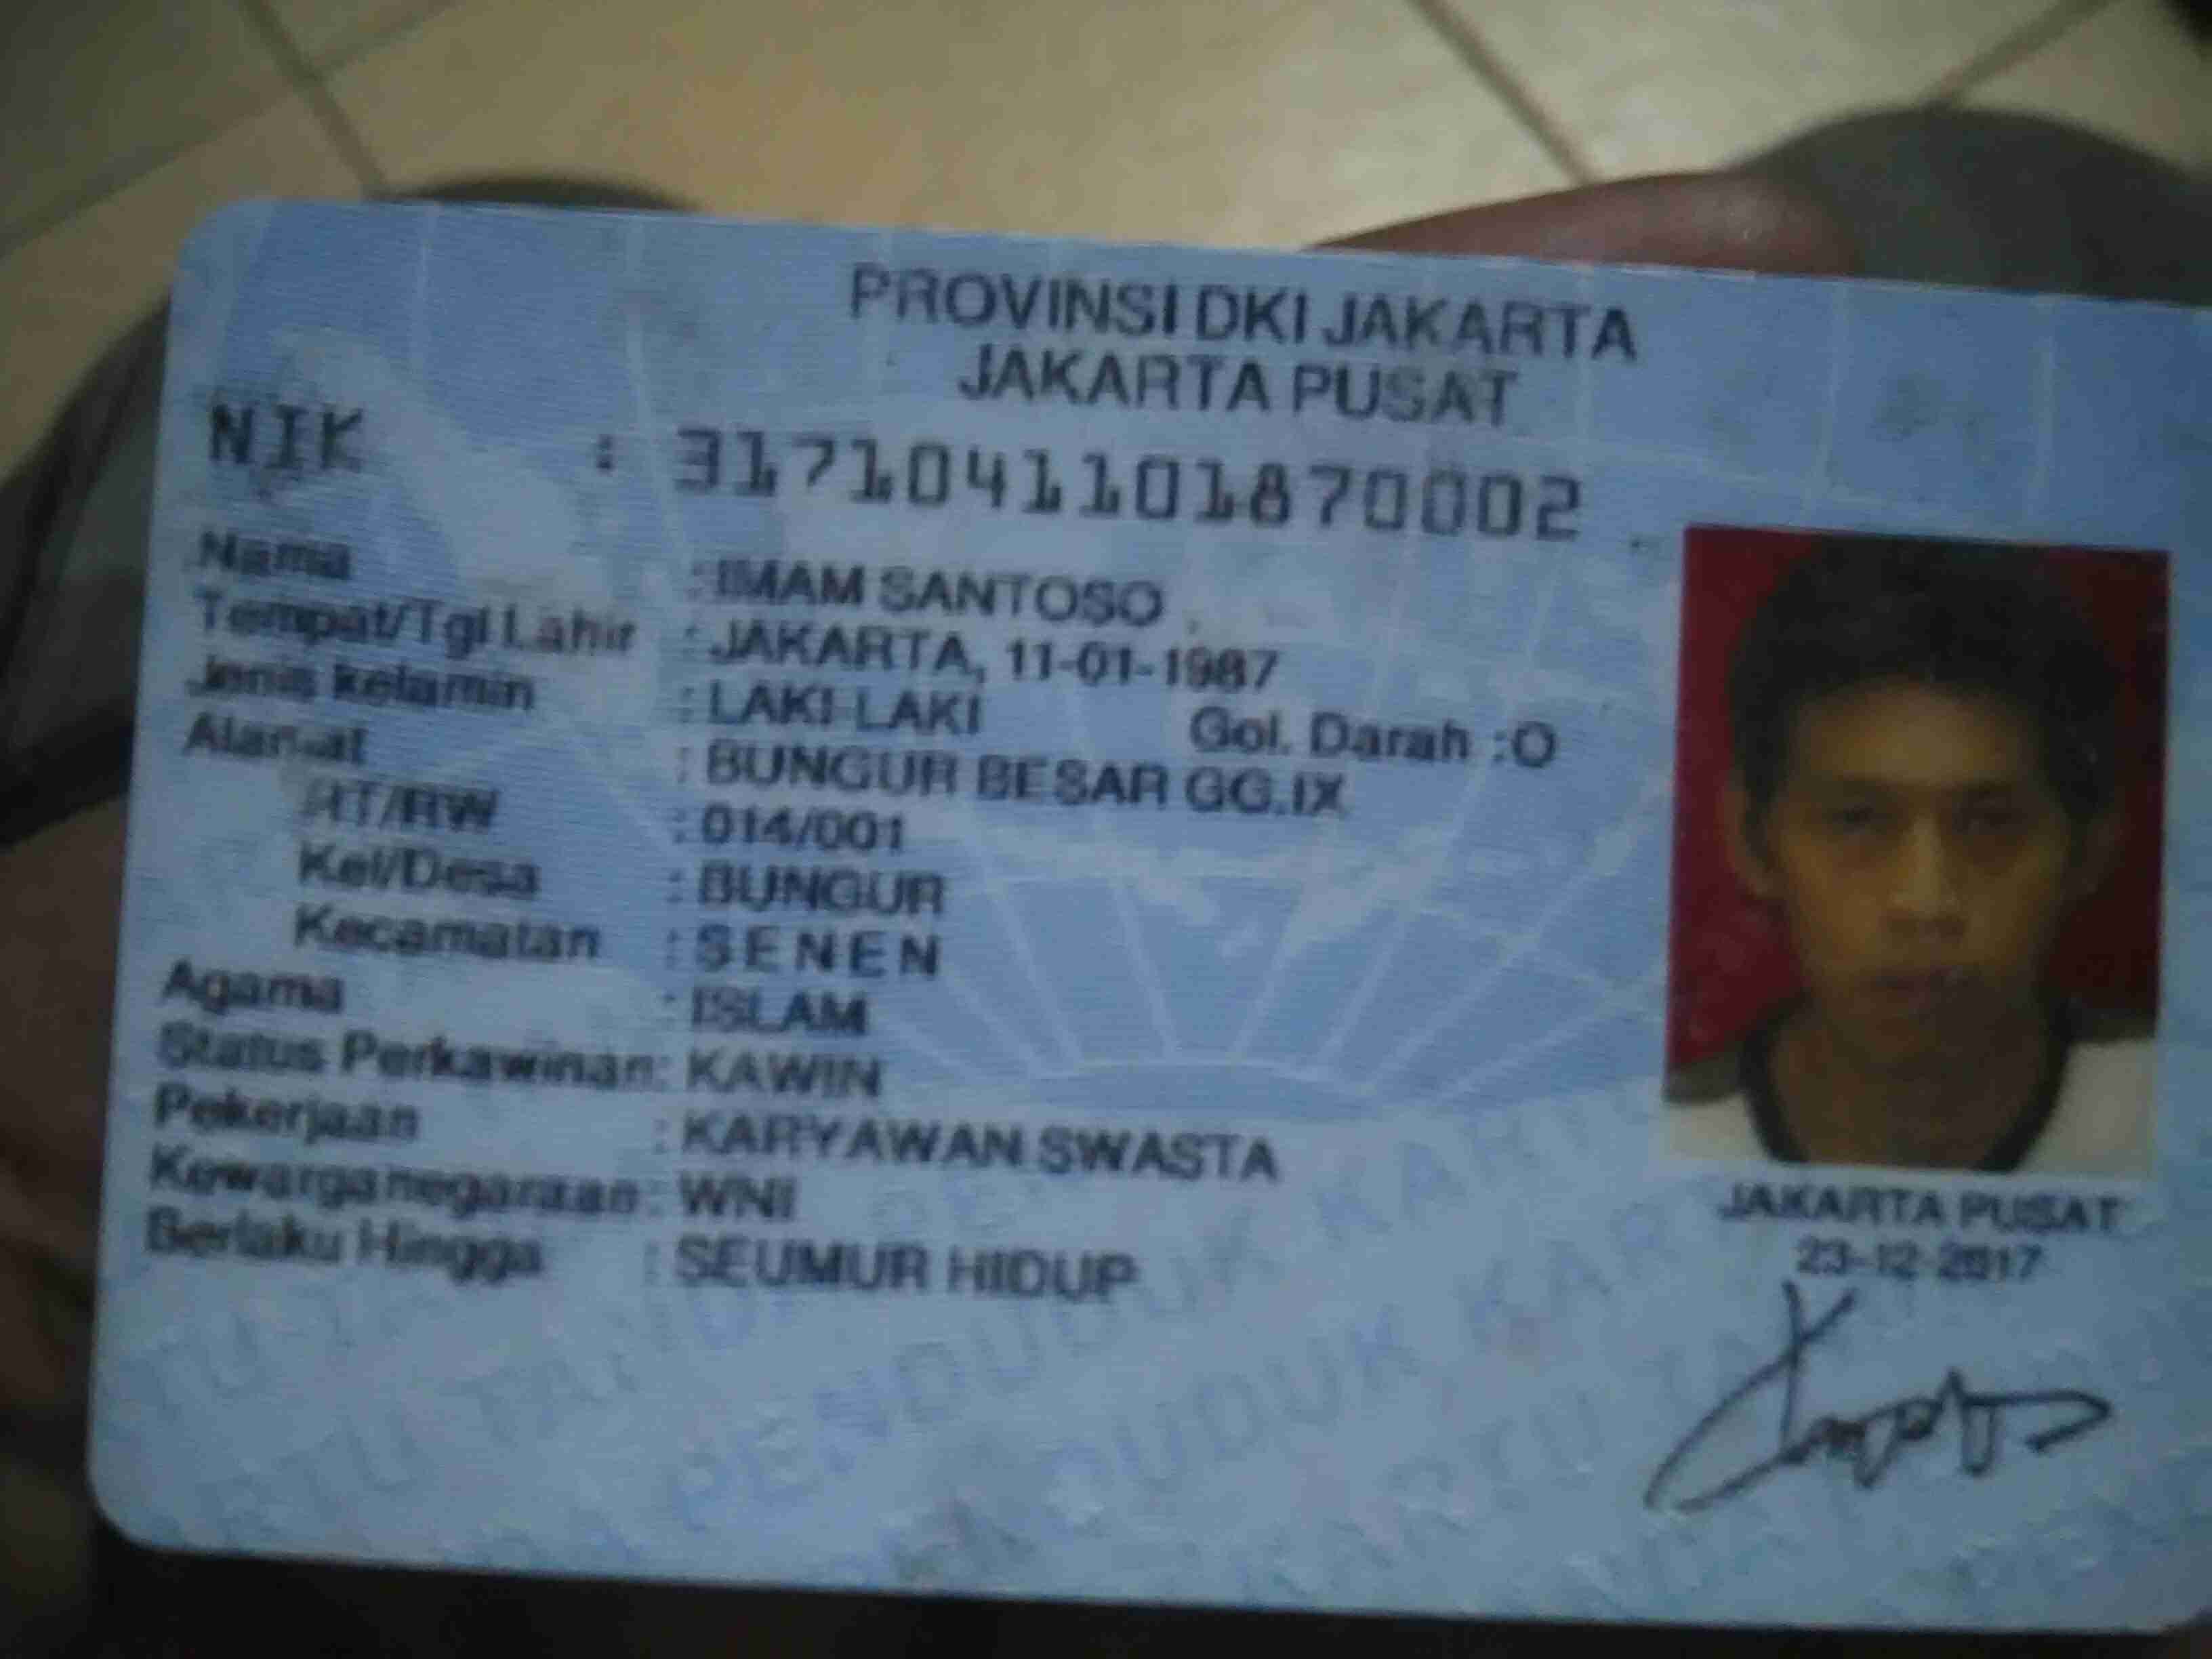 PROVINSI DKI JAKARTA
JAKARTA PUSAT
NIK : 3171041101870002
Nama : IMAM SANTOSO
Tempat/Tgl Lahir : JAKARTA, 11-01-1987
Jenis kelamin : LAKI-LAKI Gol. Darah : O
Alamat : BUNGUR BESAR GG.IX
RT/RW : 014/001
Kel/Desa : BUNGUR
Kecamatan : SENEN
Agama : ISLAM
Status Perkawinan: KAWIN
Pekerjaan : KARYAWAN SWASTA
Kewarganegaraan: WNI
Berlaku Hingga : SEUMUR HIDUP
JAKARTA PUSAT
23-12-2017